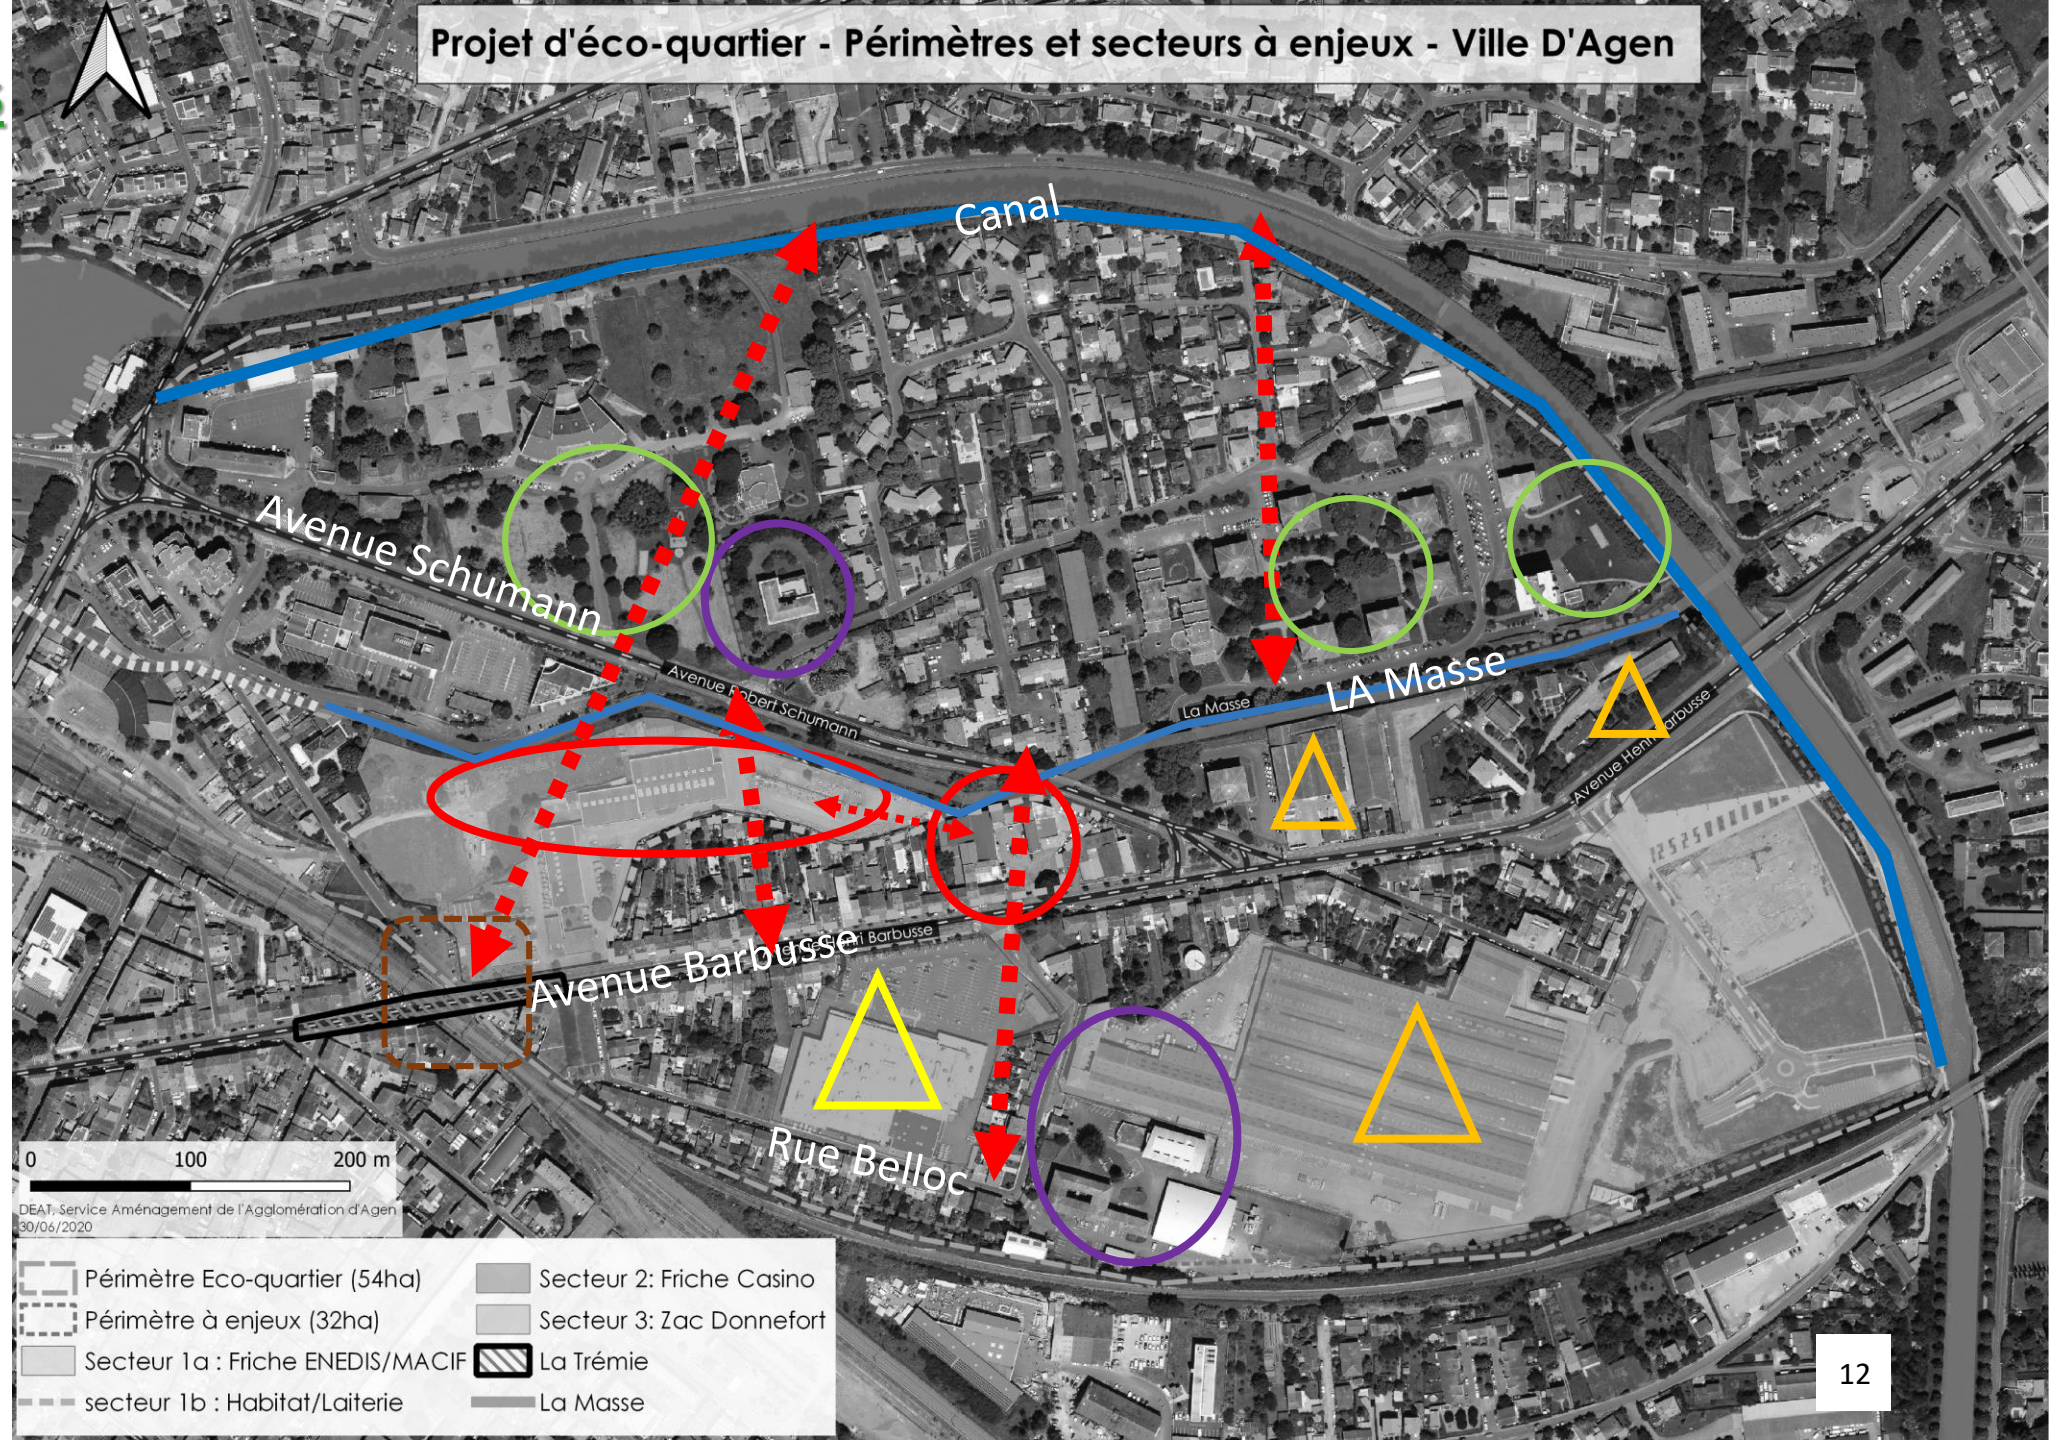 Projet d'éco-quartier - Périmètres et secteurs à enjeux - Ville D'Agen
Canal
Avenue Schumann
Avenue Robert Schumann
La Masse
LA Masse
Avenue Henri Barbusse
Henri Barbusse
Avenue Barbusse
Rue Belloc
0 100 200 m
DEAT, Service Aménagement de l'Agglomération d'Agen
30/06/2020
Périmètre Eco-quartier (54ha)
Périmètre à enjeux (32ha)
Secteur 1a : Friche ENEDIS/MACIF
secteur 1b : Habitat/Laiterie
Secteur 2: Friche Casino
Secteur 3: Zac Donnefort
La Trémie
La Masse
12